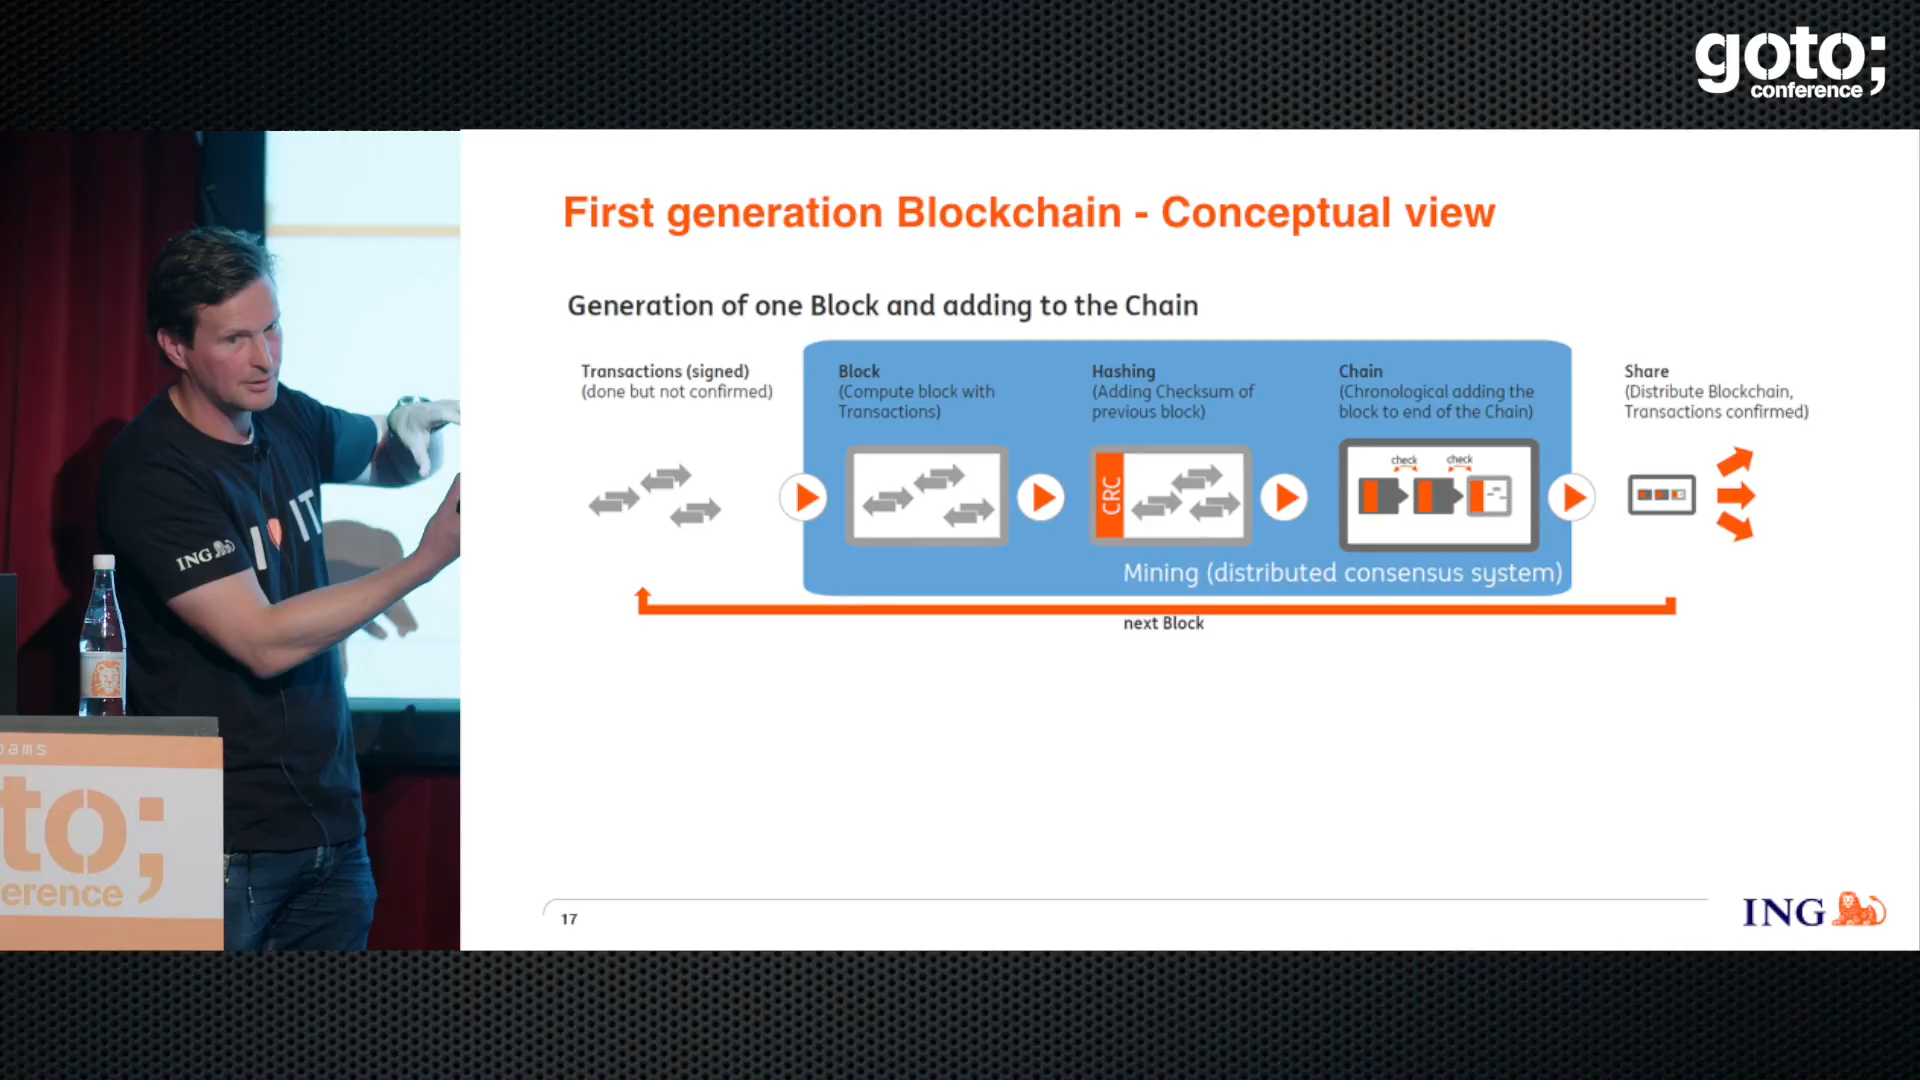 goto;
conference
First generation Blockchain - Conceptual view
Generation of one Block and adding to the Chain
Transactions (signed)
(done but not confirmed)
Block
(Compute block with
Transactions)
Hashing
(Adding Checksum of
previous block)
Chain
(Chronological adding the
block to end of the Chain)
Share
(Distribute Blockchain,
Transactions confirmed)
CRC
check check
Mining (distributed consensus system)
next Block
17
ING
I IT
ING
oams
to;
erence